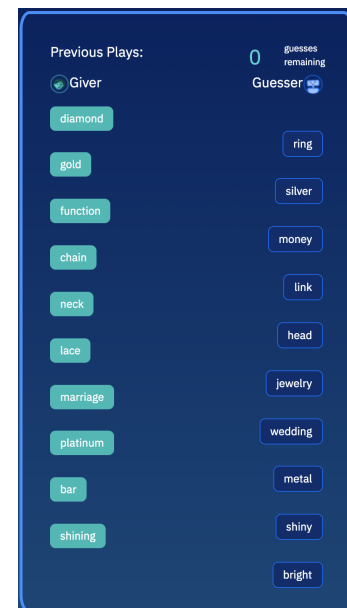 Previous Plays:
0 guesses remaining
Giver
Guesser
diamond
ring
gold
silver
function
money
chain
link
neck
head
lace
jewelry
marriage
wedding
platinum
metal
bar
shiny
shining
bright